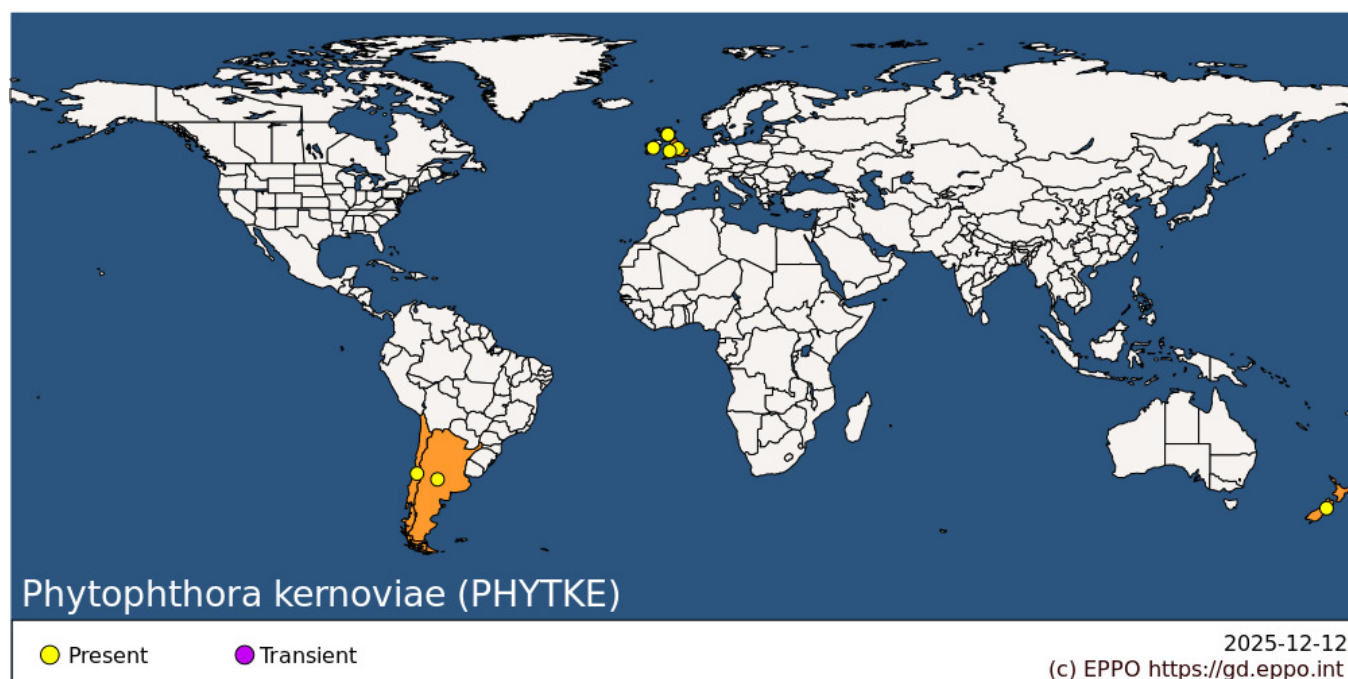 Phytophthora kernoviae (PHYTKE)
Present
Transient
2025-12-12
(c) EPPO https://gd.eppo.int